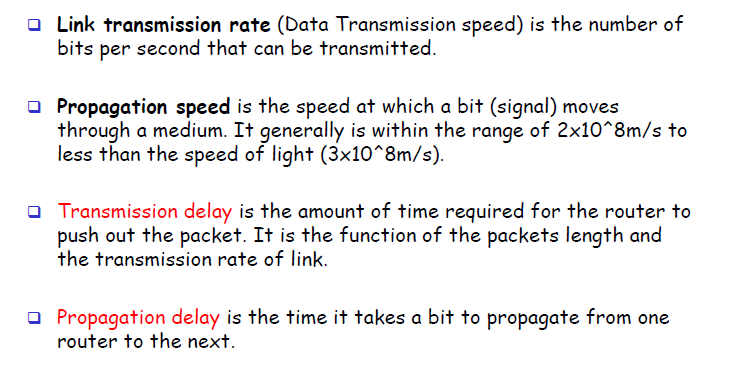 Link transmission rate (Data Transmission speed) is the number of
bits per second that can be transmitted.
Propagation speed is the speed at which a bit (signal) moves
through a medium. It generally is within the range of 2x10^8m/s to
less than the speed of light (3x10^8m/s).
Transmission delay is the amount of time required for the router to
push out the packet. It is the function of the packets length and
the transmission rate of link.
Propagation delay is the time it takes a bit to propagate from one
router to the next.